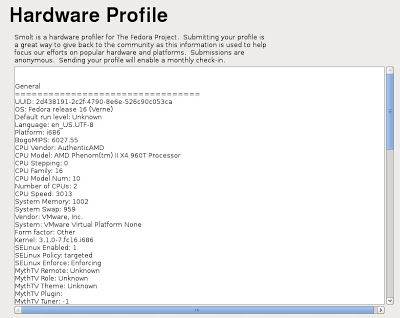 Hardware Profile
Smolt is a hardware profiler for The Fedora Project. Submitting your profile is
a great way to give back to the community as this information is used to help
focus our efforts on popular hardware and platforms. Submissions are
anonymous. Sending your profile will enable a monthly check-in.
General
=================================
UUID: 2d438191-2c2f-4790-8e6e-526c90c053ca
OS: Fedora release 16 (Verne)
Default run level: Unknown
Language: en_US.UTF-8
Platform: i686
BogoMIPS: 6027.55
CPU Vendor: AuthenticAMD
CPU Model: AMD Phenom(tm) II X4 960T Processor
CPU Stepping: 0
CPU Family: 16
CPU Model Num: 10
Number of CPUs: 2
CPU Speed: 3013
System Memory: 1002
System Swap: 959
Vendor: VMware, Inc.
System: VMware Virtual Platform None
Form factor: Other
Kernel: 3.1.0-7.fc16.i686
SELinux Enabled: 1
SELinux Policy: targeted
SELinux Enforce: Enforcing
MythTV Remote: Unknown
MythTV Role: Unknown
MythTV Theme: Unknown
MythTV Plugin:
MythTV Tuner: -1